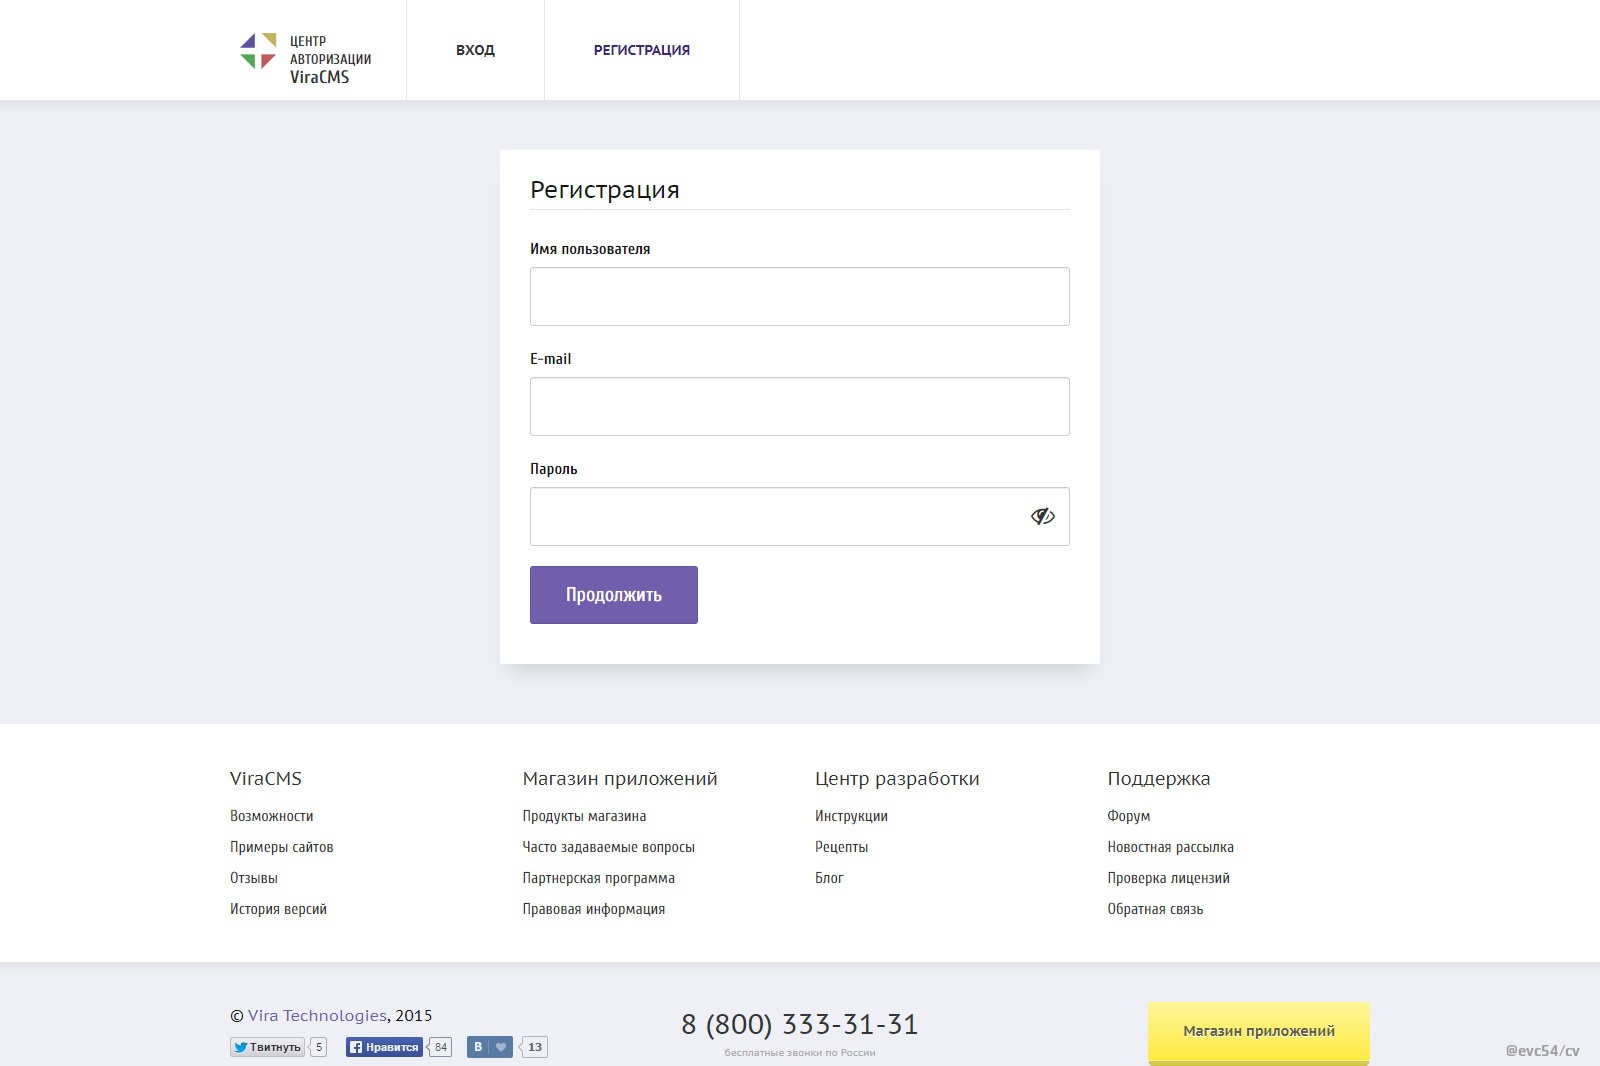 ЦЕНТР
АВТОРИЗАЦИИ
ViraCMS
ВХОД
РЕГИСТРАЦИЯ
Регистрация
Имя пользователя
E-mail
Пароль
Продолжить
ViraCMS
Возможности
Примеры сайтов
Отзывы
История версий
Магазин приложений
Продукты магазина
Часто задаваемые вопросы
Партнерская программа
Правовая информация
Центр разработки
Инструкции
Рецепты
Блог
Поддержка
Форум
Новостная рассылка
Проверка лицензий
Обратная связь
© Vira Technologies, 2015
Твитнуть 5
Нравится 84
B 13
8 (800) 333-31-31
бесплатные звонки по России
Магазин приложений
@evc54/cv